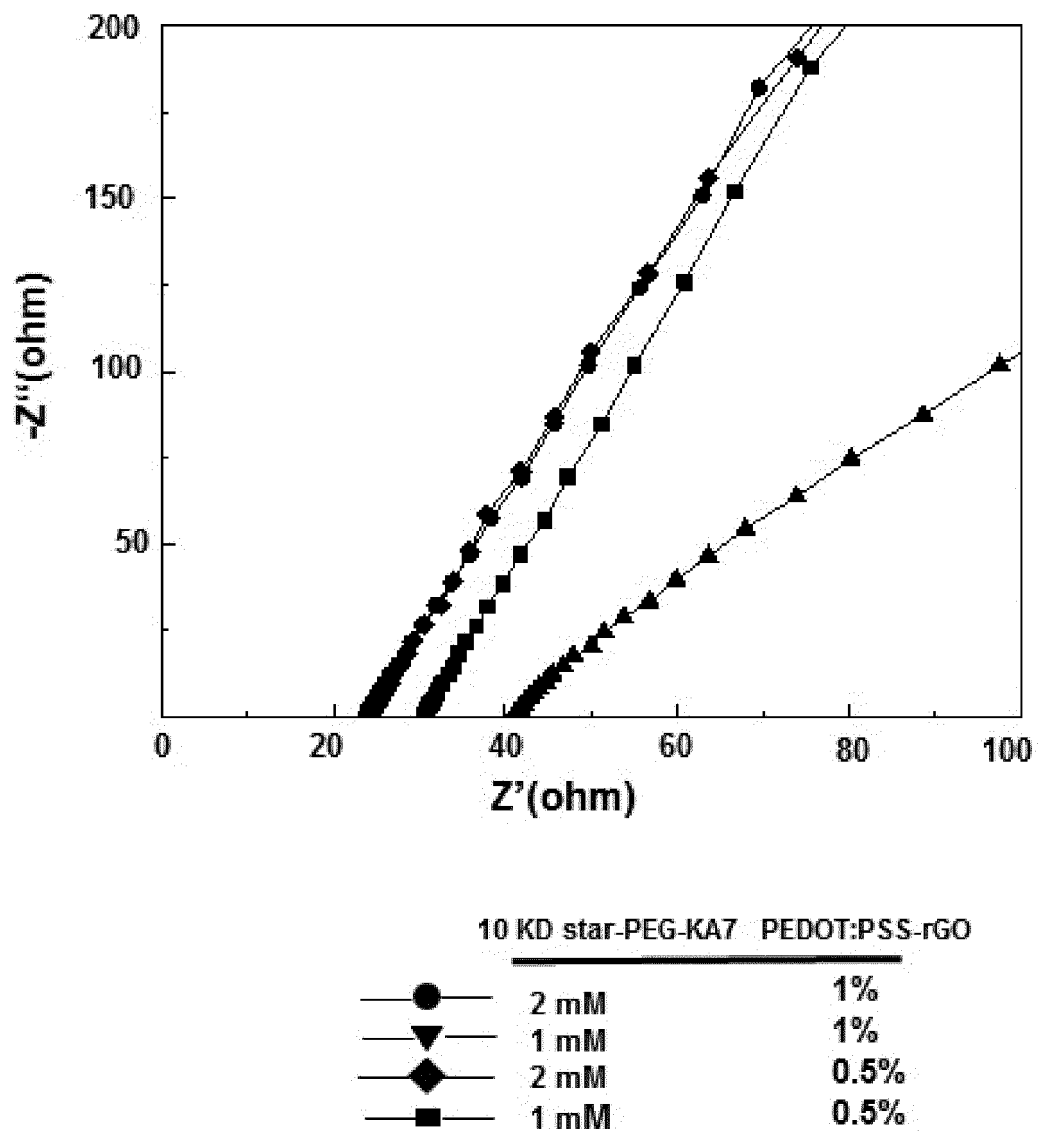 200
150
100
50
-Z“(ohm)
0 20 40 60 80 100
Z’(ohm)
10 KD star-PEG-KA7 PEDOT:PSS-rGO
2 mM 1%
1 mM 1%
2 mM 0.5%
1 mM 0.5%